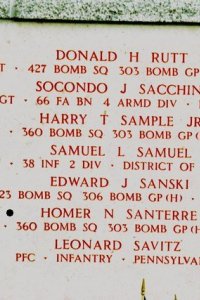 DONALD H RUTT
· 427 BOMB SQ 303 BOMB GP
SOCONDO J SACCHIN
GT · 66 FA BN 4 ARMD DIV ·
HARRY T SAMPLE JR
· 360 BOMB SQ 303 BOMB GP(
SAMUEL L SAMUEL
· 38 INF 2 DIV · DISTRICT OF
EDWARD J SANSKI
23 BOMB SQ 306 BOMB GP(H) ·
HOMER N SANTERRE
· 360 BOMB SQ 303 BOMB GP(H)
LEONARD SAVITZ
PFC · INFANTRY · PENNSYLVA